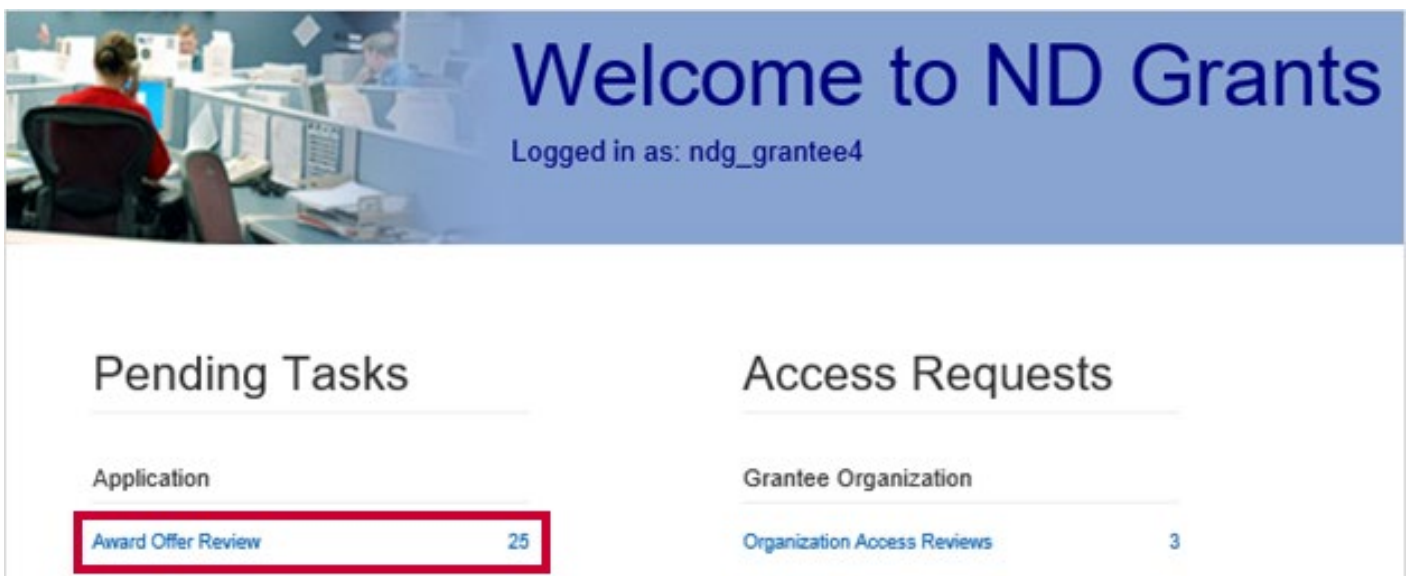 Welcome to ND Grants
Logged in as: ndg_grantee4
Pending Tasks
Application
Award Offer Review 25
Access Requests
Grantee Organization
Organization Access Reviews 3